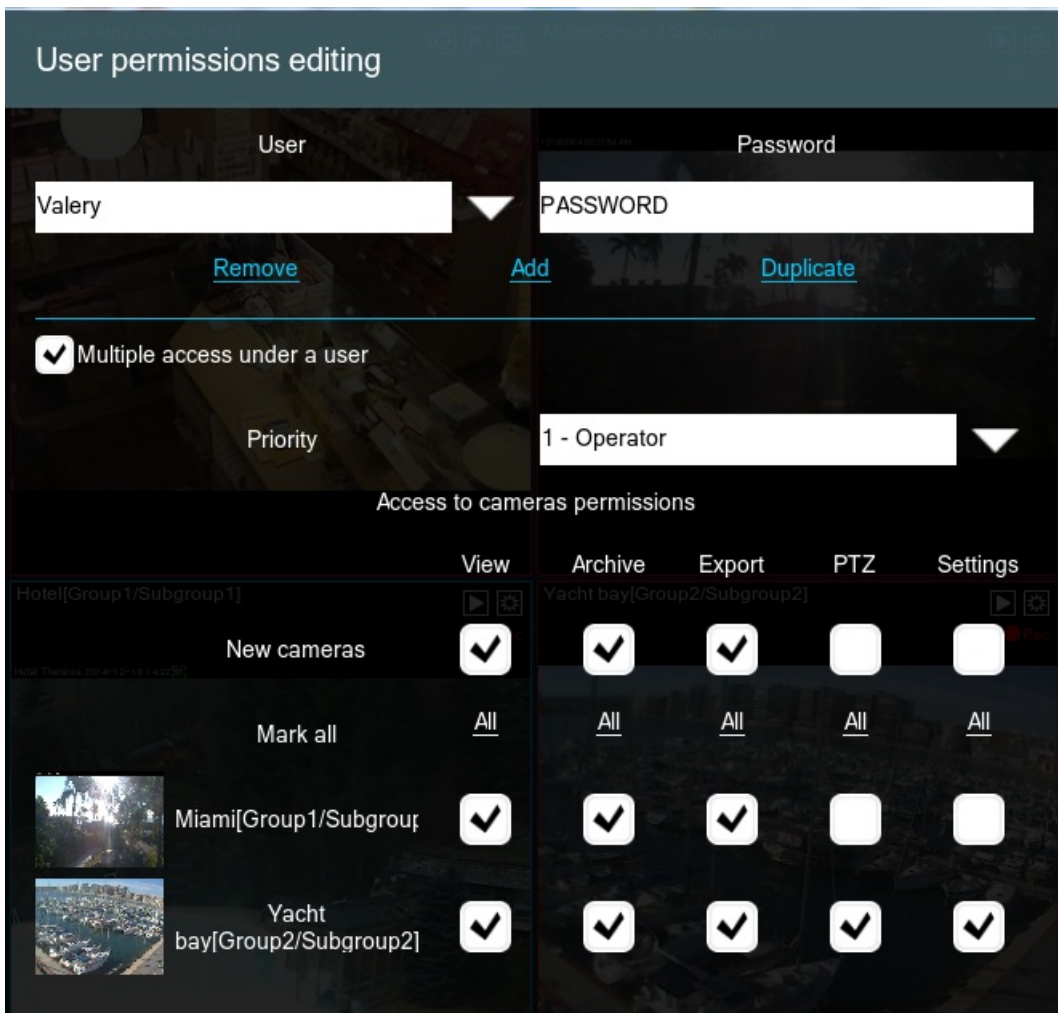 User permissions editing
User Password
Valery PASSWORD
Remove Add Duplicate
Multiple access under a user
Priority 1 - Operator
Access to cameras permissions
View Archive Export PTZ Settings
Hotel[Group1/Subgroup1] Yacht bay[Group2/Subgroup2]
New cameras
Mark all All All All All All
Miami[Group1/Subgroup
Yacht
bay[Group2/Subgroup2]